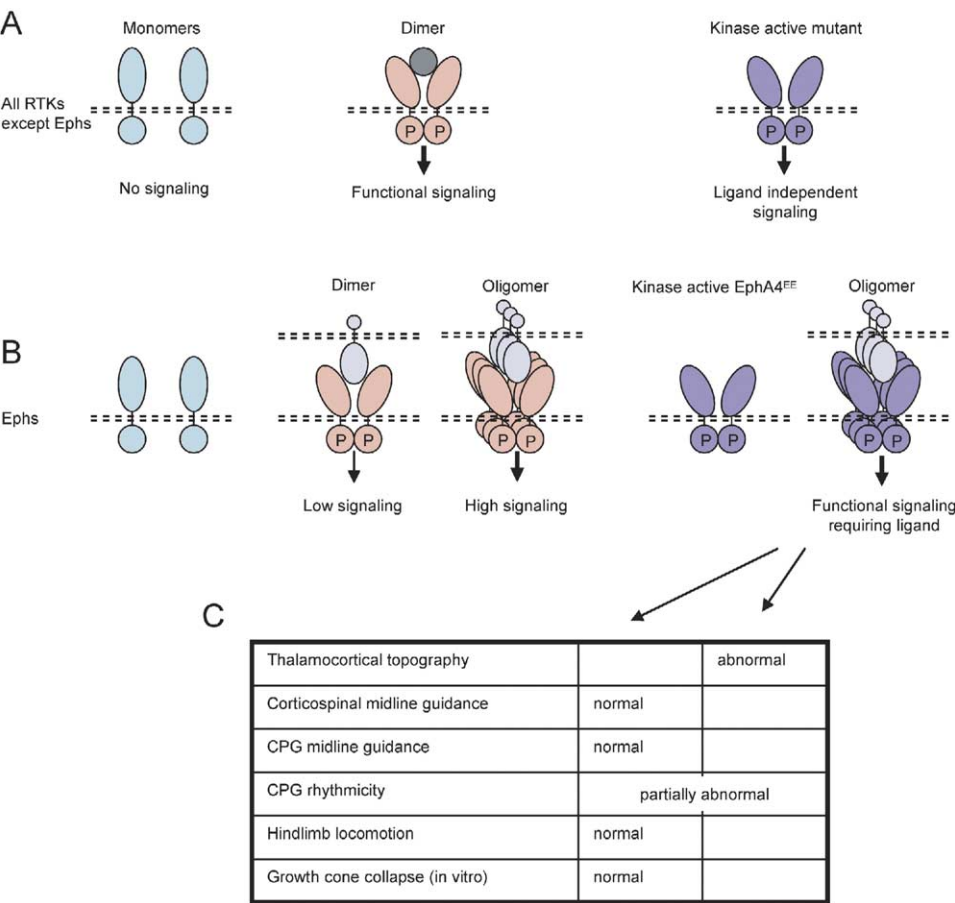 A
Monomers
Dimer
Kinase active mutant
All RTKs
except Ephs
P P
P P
No signaling
Functional signaling
Ligand independent
signaling
B
Dimer
Oligomer
Kinase active EphA4EE
Oligomer
Ephs
P P
P P
P P
P P
Low signaling
High signaling
Functional signaling
requiring ligand
C
Thalamocortical topography abnormal
Corticospinal midline guidance normal
CPG midline guidance normal
CPG rhythmicity partially abnormal
Hindlimb locomotion normal
Growth cone collapse (in vitro) normal